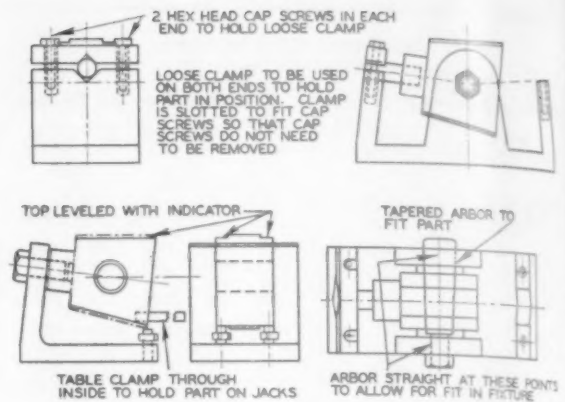 2 HEX HEAD CAP SCREWS IN EACH
END TO HOLD LOOSE CLAMP
LOOSE CLAMP TO BE USED
ON BOTH ENDS TO HOLD
PART IN POSITION. CLAMP
IS SLOTTED TO FIT CAP
SCREWS SO THAT CAP
SCREWS DO NOT NEED
TO BE REMOVED
TOP LEVELED WITH INDICATOR
TAPERED ARBOR TO
FIT PART
TABLE CLAMP THROUGH
INSIDE TO HOLD PART ON JACKS
ARBOR STRAIGHT AT THESE POINTS
TO ALLOW FOR FIT IN FIXTURE